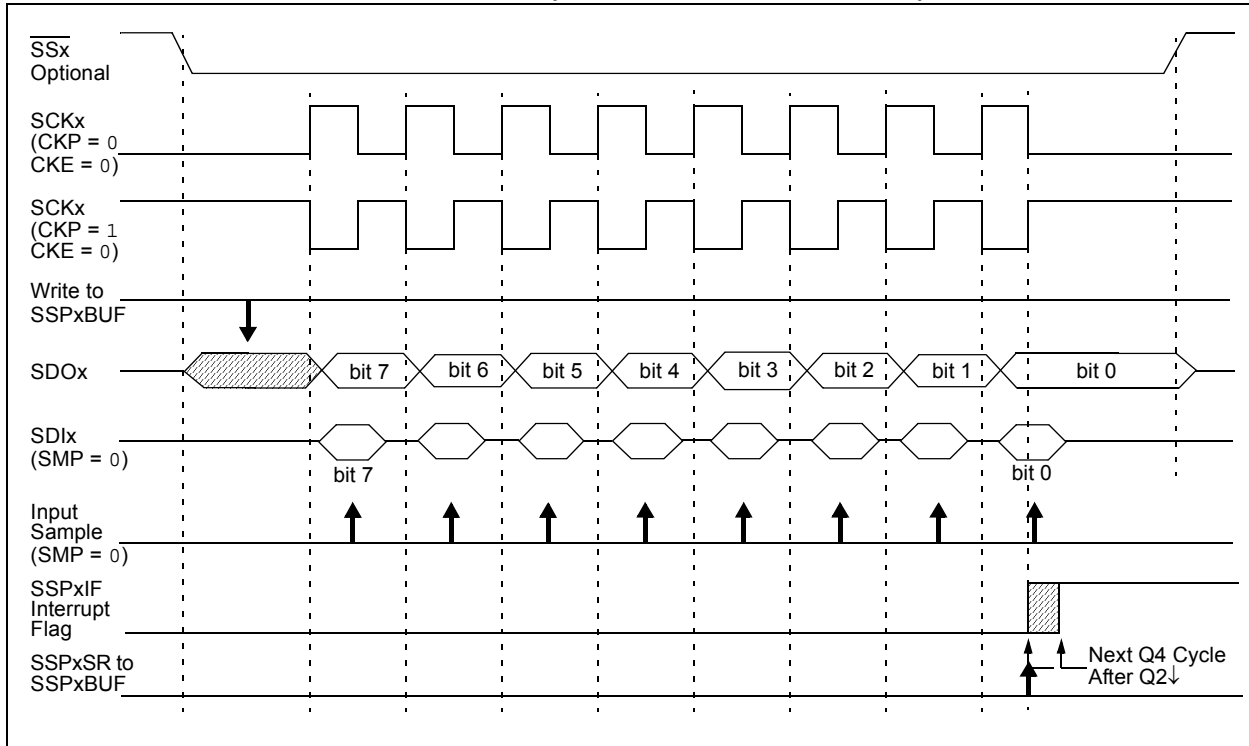 SSx
Optional
SCKx
(CKP = 0
CKE = 0)
SCKx
(CKP = 1
CKE = 0)
Write to
SSPxBUF
SDOx
bit 7 bit 6 bit 5 bit 4 bit 3 bit 2 bit 1 bit 0
SDIx
(SMP = 0)
bit 7 bit 0
Input
Sample
(SMP = 0)
SSPxIF
Interrupt
Flag
SSPxSR to
SSPxBUF
Next Q4 Cycle
After Q2↓